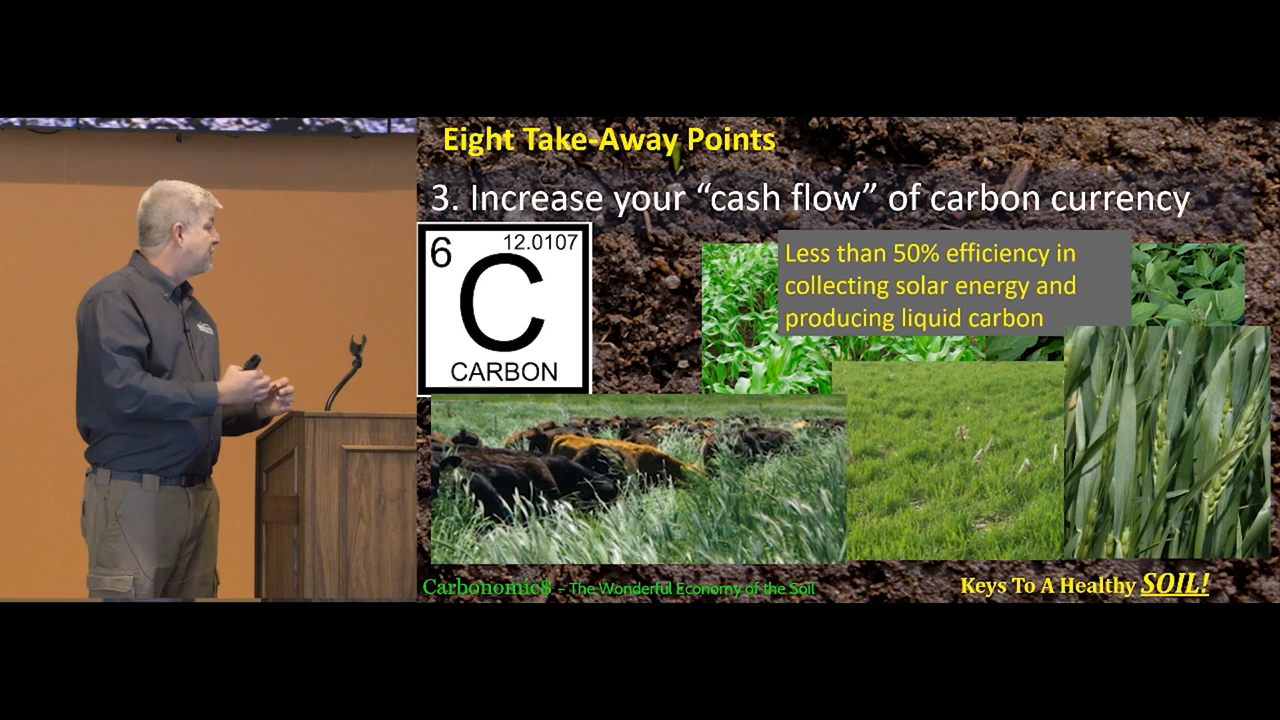 Eight Take-Away Points
3. Increase your “cash flow” of carbon currency
6
12.0107
C
CARBON
Less than 50% efficiency in
collecting solar energy and
producing liquid carbon
Carbonomic$ – The Wonderful Economy of the Soil
Keys To A Healthy SOIL!